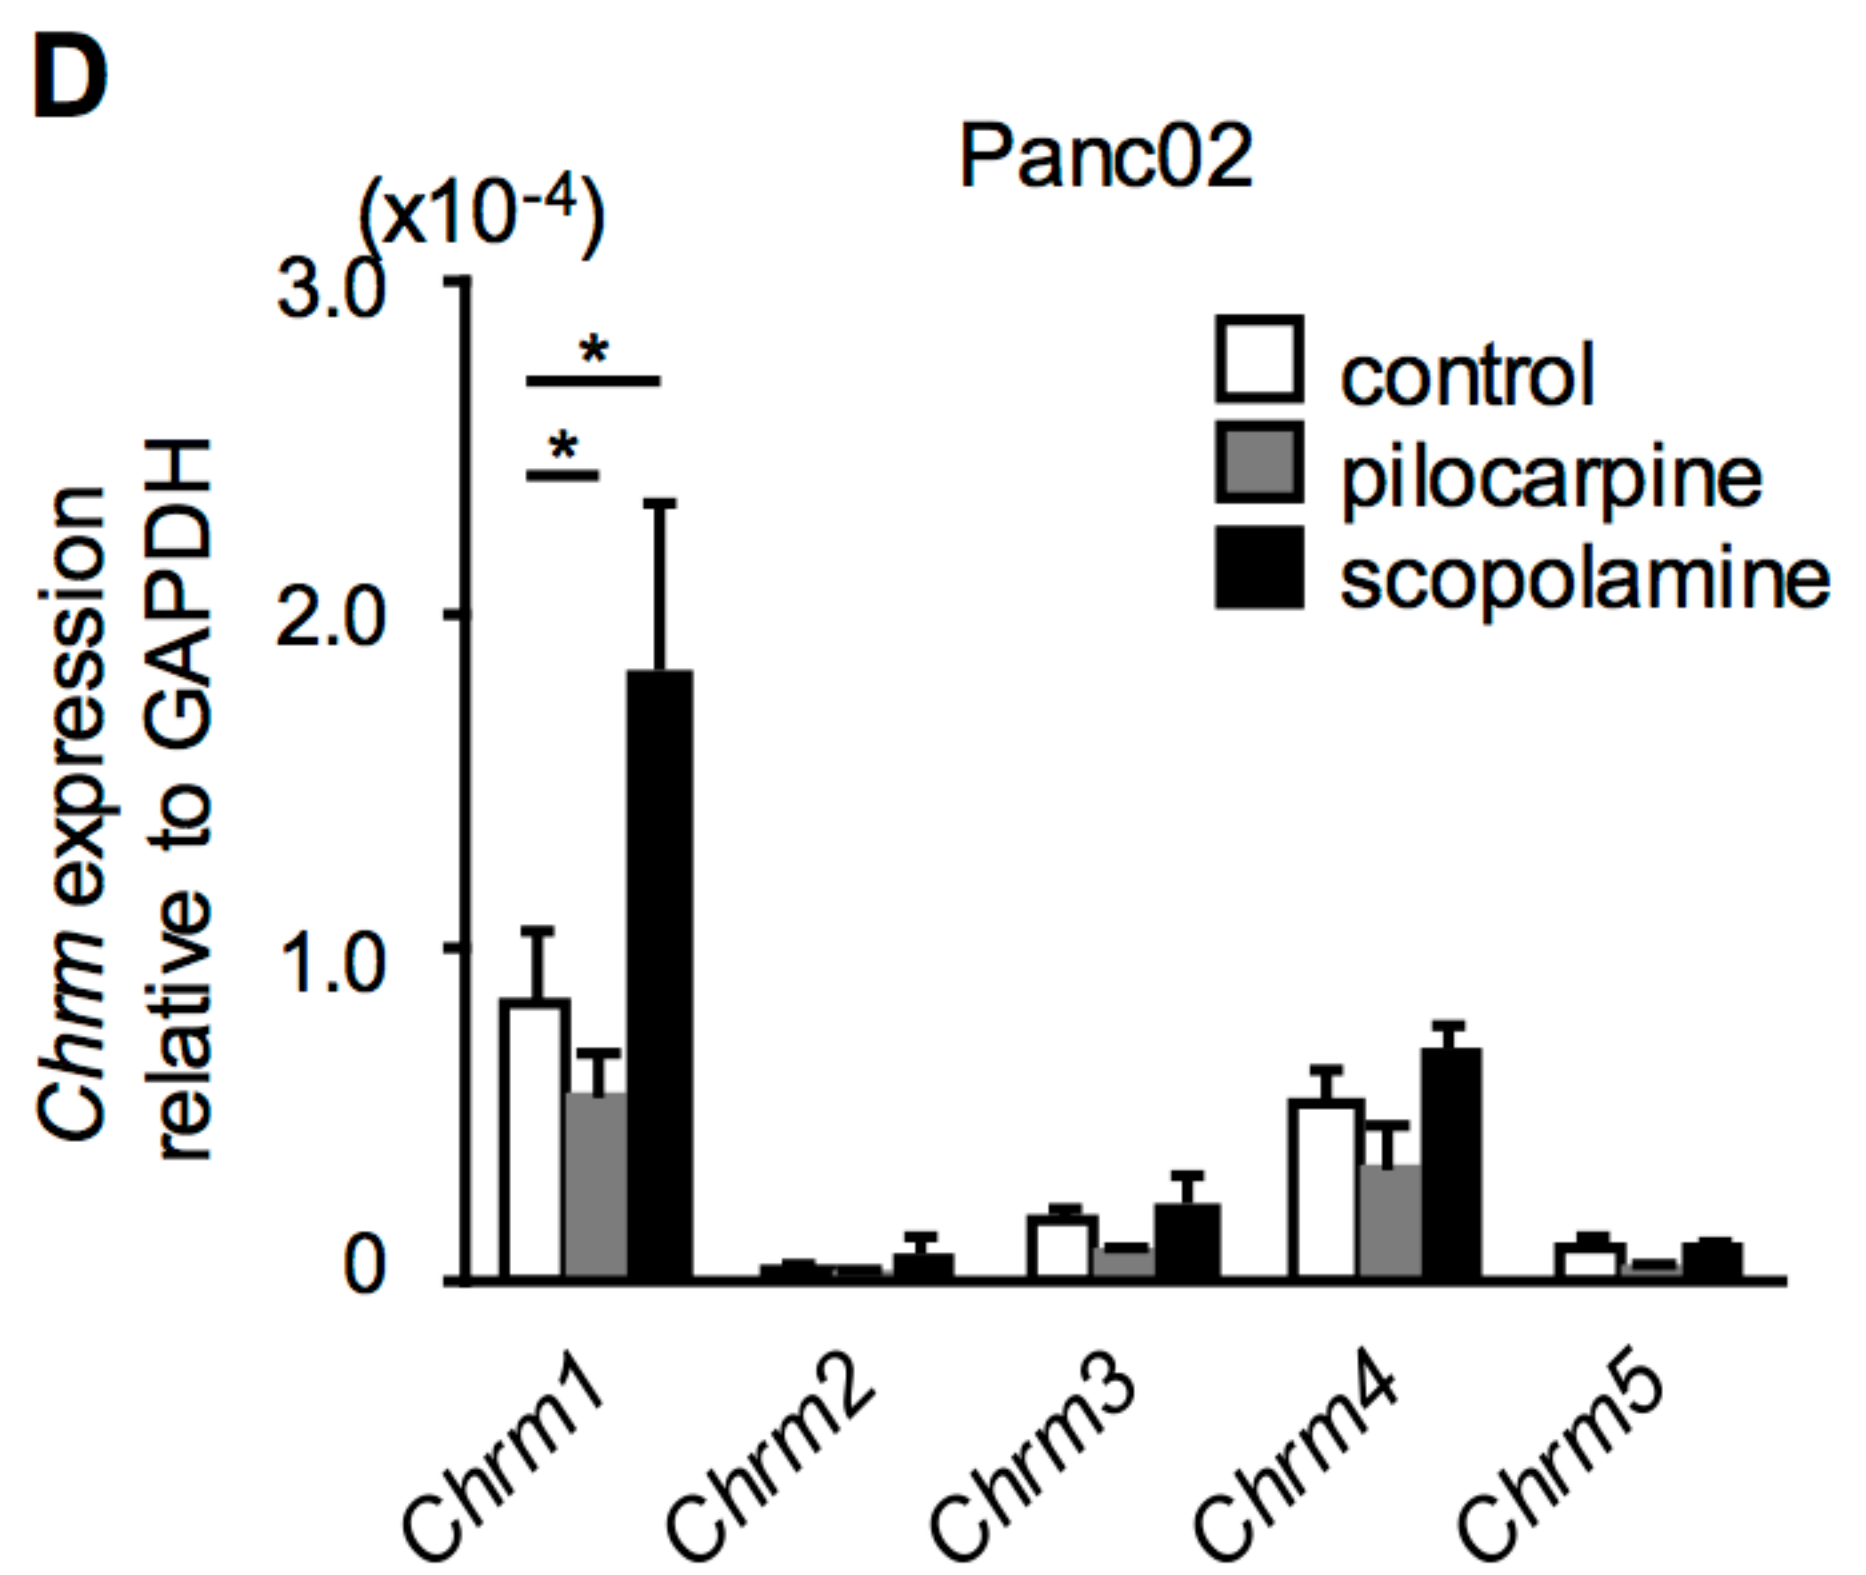 D
Panc02
(x10-4)
3.0
2.0
1.0
0
Chrm expression
relative to GAPDH
*
*
control
pilocarpine
scopolamine
Chrm1
Chrm2
Chrm3
Chrm4
Chrm5